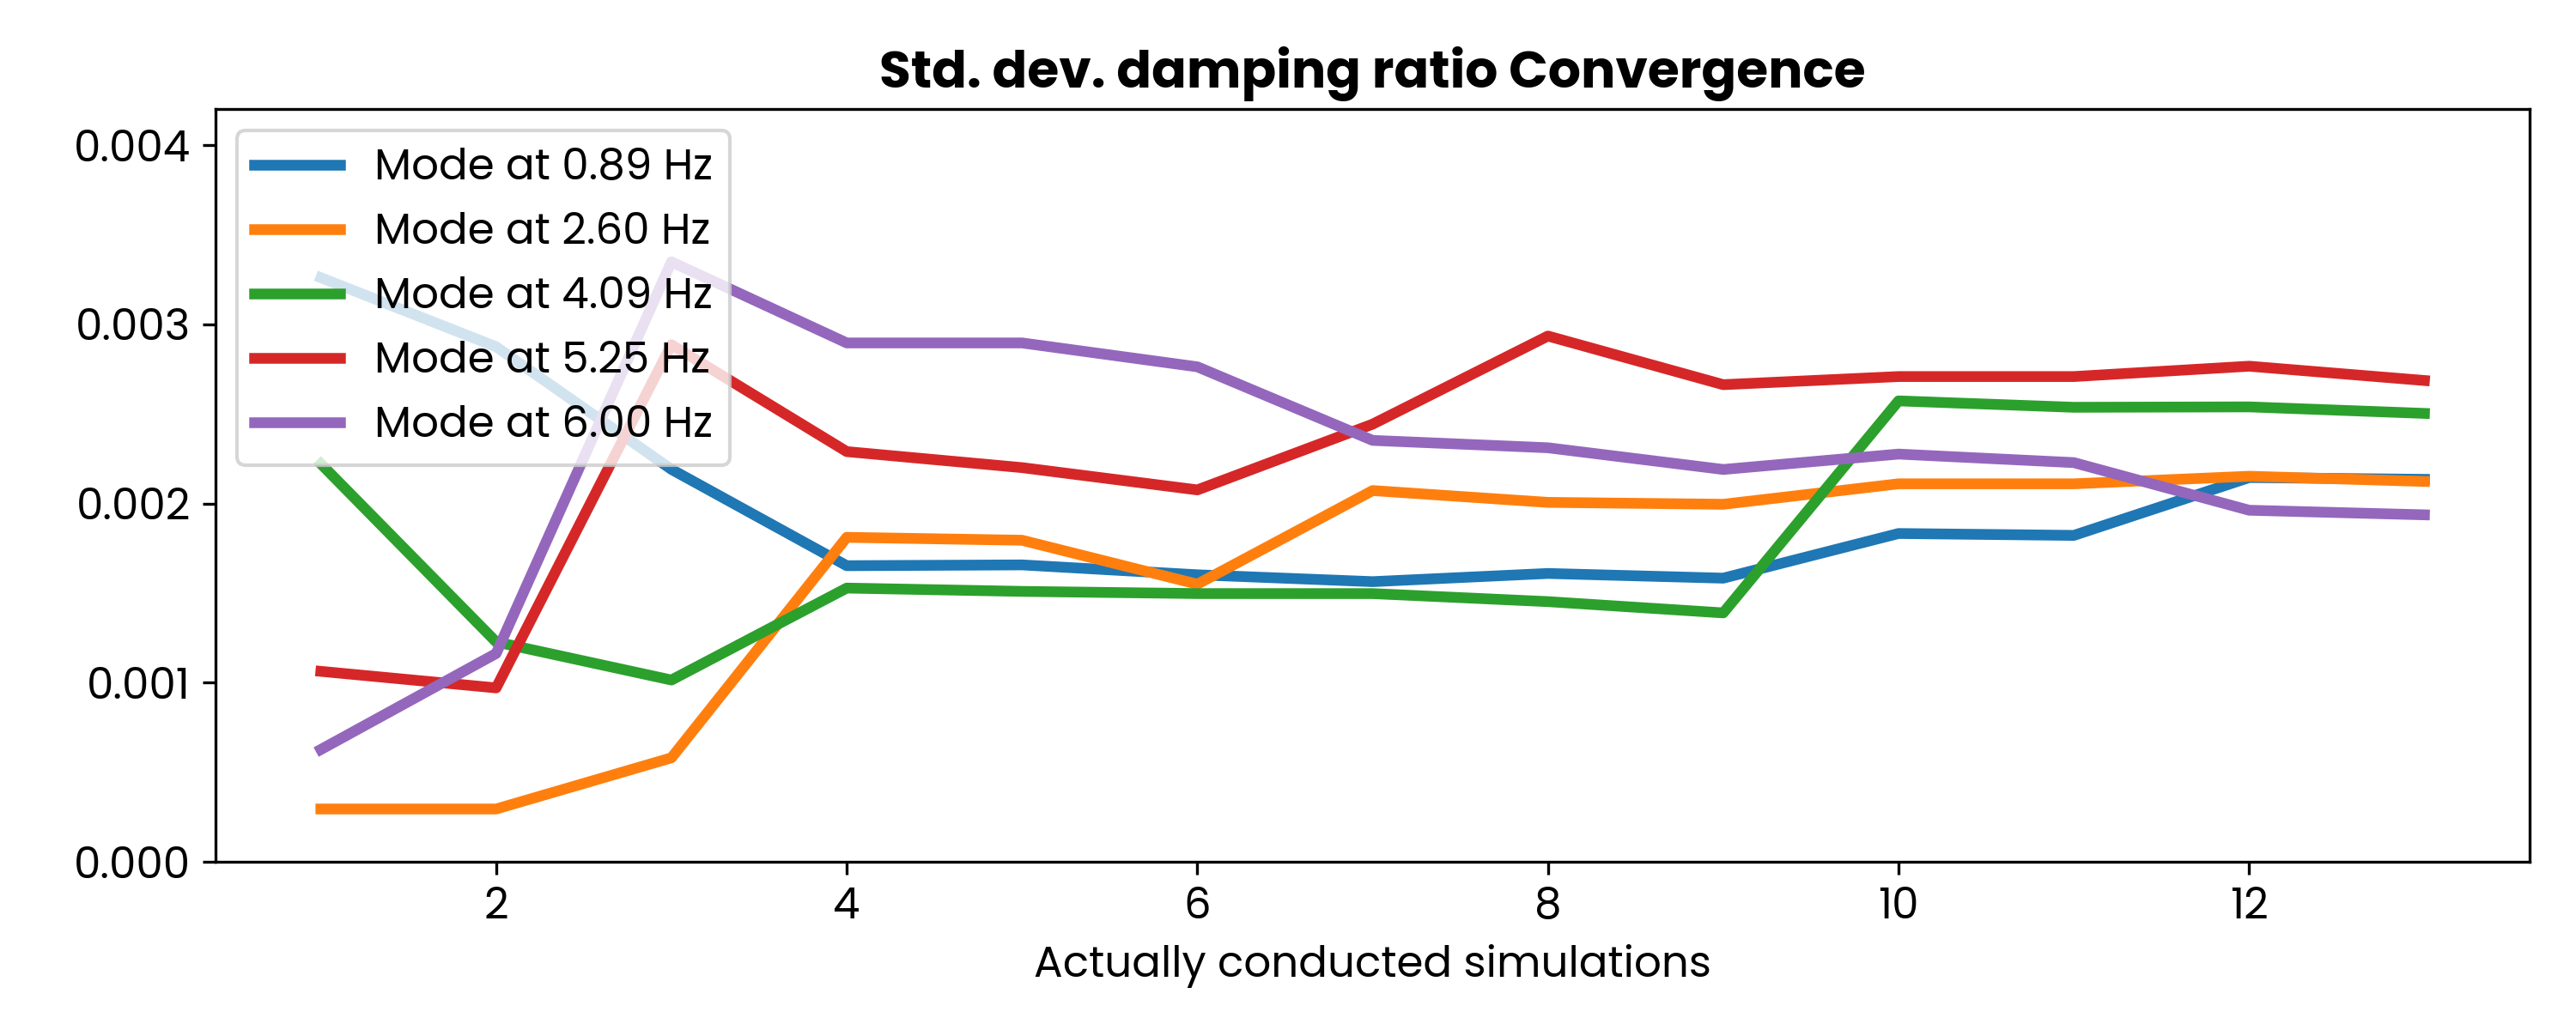 Std. dev. damping ratio Convergence
0.004
0.003
0.002
0.001
0.000
Mode at 0.89 Hz
Mode at 2.60 Hz
Mode at 4.09 Hz
Mode at 5.25 Hz
Mode at 6.00 Hz
2 4 6 8 10 12
Actually conducted simulations